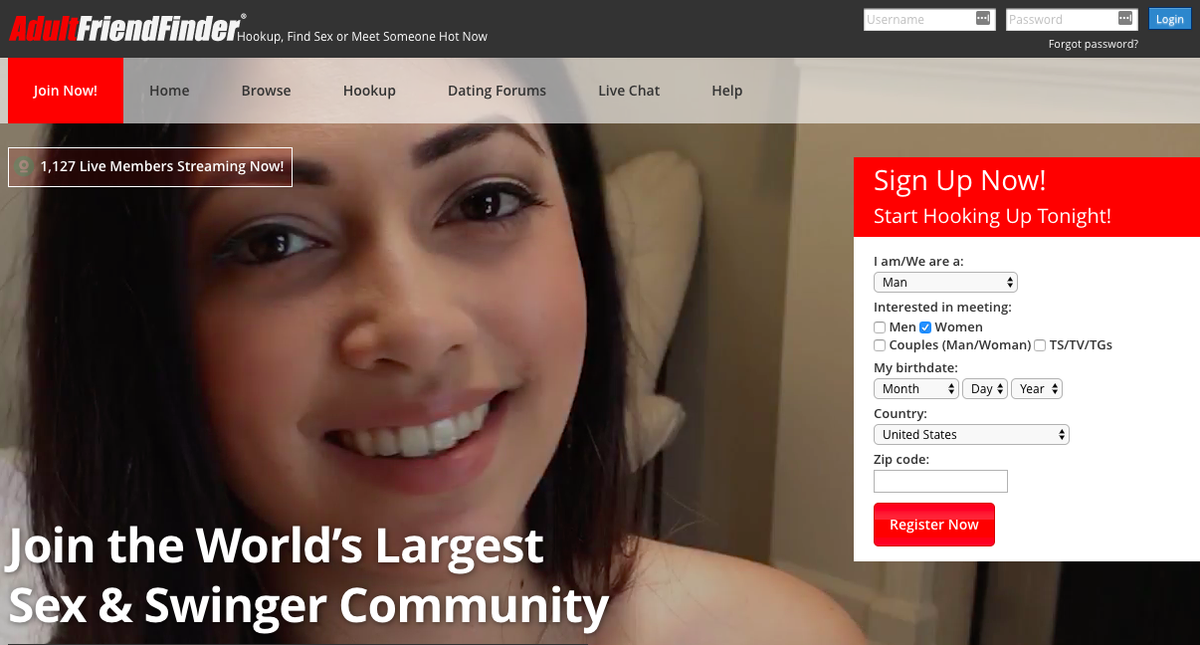 AdultFriendFinder®
Hookup, Find Sex or Meet Someone Hot Now
Username
Password
Login
Forgot password?
Join Now!
Home
Browse
Hookup
Dating Forums
Live Chat
Help
1,127 Live Members Streaming Now!
Sign Up Now!
Start Hooking Up Tonight!
I am/We are a:
Man
Interested in meeting:
Men Women
Couples (Man/Woman) TS/TV/TGs
My birthdate:
Month Day Year
Country:
United States
Zip code:
Register Now
Join the World's Largest
Sex & Swinger Community